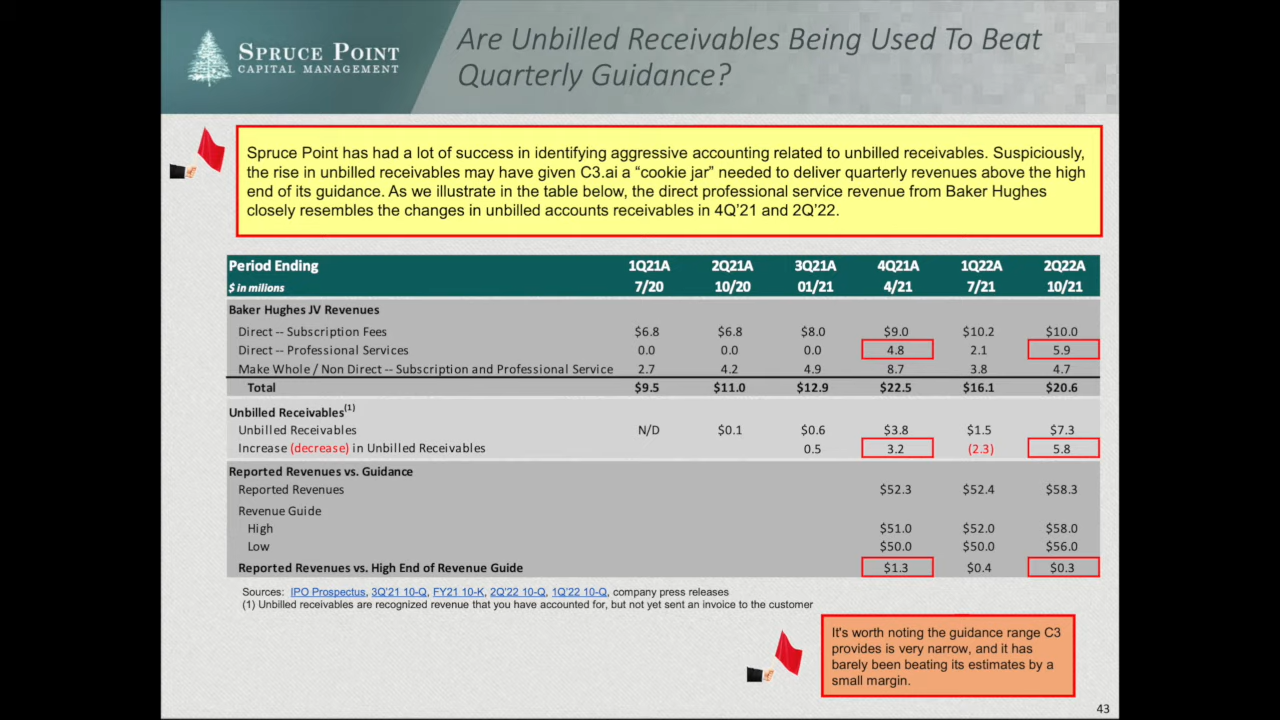 SPRUCE POINT
CAPITAL MANAGEMENT
Are Unbilled Receivables Being Used To Beat
Quarterly Guidance?
Spruce Point has had a lot of success in identifying aggressive accounting related to unbilled receivables. Suspiciously,
the rise in unbilled receivables may have given C3.ai a “cookie jar” needed to deliver quarterly revenues above the high
end of its guidance. As we illustrate in the table below, the direct professional service revenue from Baker Hughes
closely resembles the changes in unbilled accounts receivables in 4Q’21 and 2Q’22.
Period Ending 1Q21A 2Q21A 3Q21A 4Q21A 1Q22A 2Q22A
$ in milions 7/20 10/20 01/21 4/21 7/21 10/21
Baker Hughes JV Revenues
Direct -- Subscription Fees $6.8 $6.8 $8.0 $9.0 $10.2 $10.0
Direct -- Professional Services 0.0 0.0 0.0 4.8 2.1 5.9
Make Whole / Non Direct -- Subscription and Professional Service 2.7 4.2 4.9 8.7 3.8 4.7
Total $9.5 $11.0 $12.9 $22.5 $16.1 $20.6
Unbilled Receivables(1)
Unbilled Receivables N/D $0.1 $0.6 $3.8 $1.5 $7.3
Increase (decrease) in Unbilled Receivables 0.5 3.2 (2.3) 5.8
Reported Revenues vs. Guidance
Reported Revenues $52.3 $52.4 $58.3
Revenue Guide
High $51.0 $52.0 $58.0
Low $50.0 $50.0 $56.0
Reported Revenues vs. High End of Revenue Guide $1.3 $0.4 $0.3
Sources: IPO Prospectus, 3Q’21 10-Q, FY21 10-K, 2Q’22 10-Q, 1Q’22 10-Q, company press releases
(1) Unbilled receivables are recognized revenue that you have accounted for, but not yet sent an invoice to the customer
It's worth noting the guidance range C3
provides is very narrow, and it has
barely been beating its estimates by a
small margin.
43